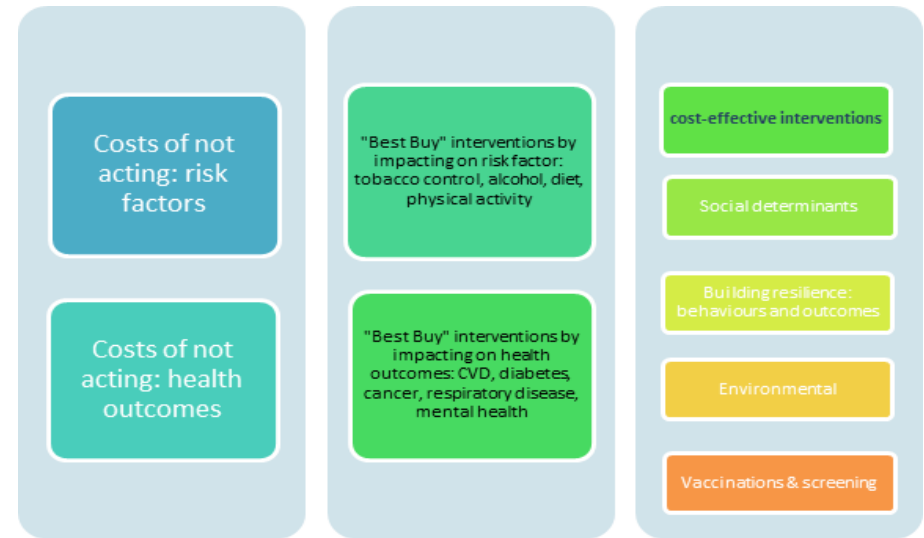 Costs of not
acting: risk
factors
Costs of not
acting: health
outcomes
"Best Buy" interventions by
impacting on risk factor:
tobacco control, alcohol, diet,
physical activity
"Best Buy" interventions by
impacting on health
outcomes: CVD, diabetes,
cancer, respiratory disease,
mental health
cost-effective interventions
Social determinants
Building resilience:
behaviours and outcomes
Environmental
Vaccinations & screening